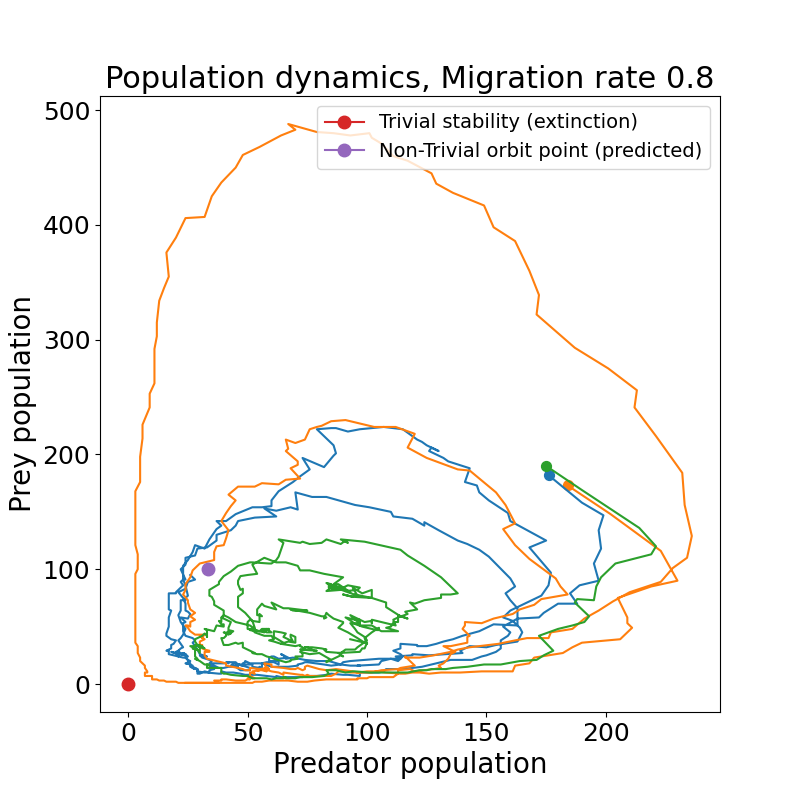 Population dynamics, Migration rate 0.8
Trivial stability (extinction)
Non-Trivial orbit point (predicted)
Prey population
500
400
300
200
100
0
0 50 100 150 200
Predator population